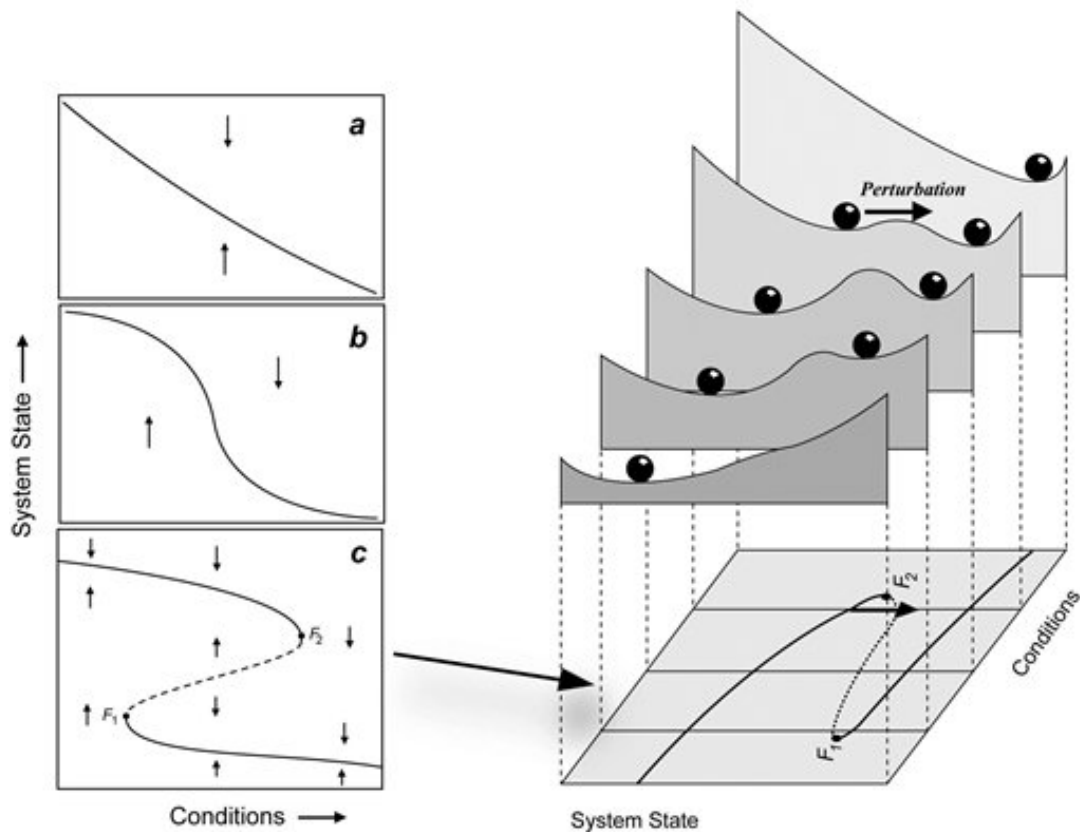 a
b
c
F2
F1
System State
Conditions
Perturbation
F2
F1
Conditions
System State